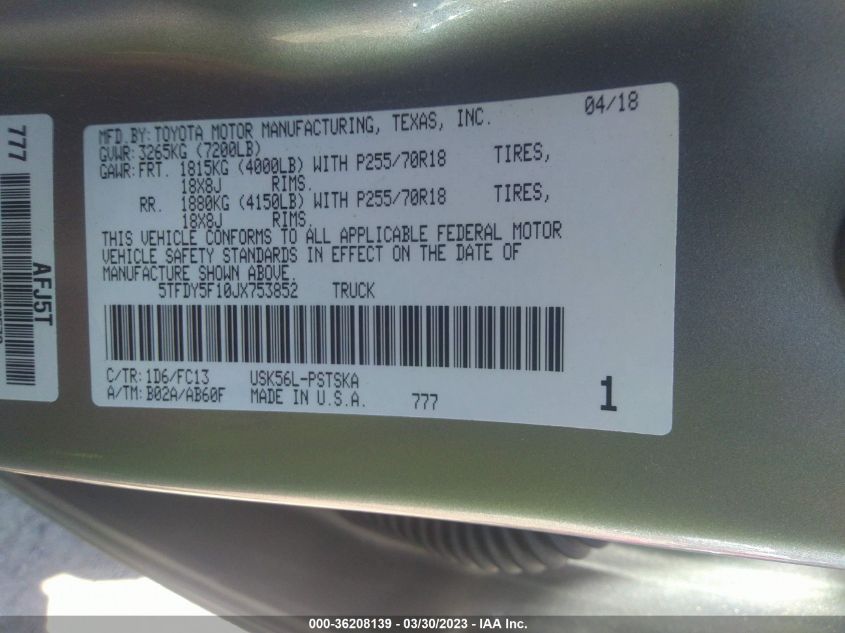 04/18
MFD BY: TOYOTA MOTOR MANUFACTURING, TEXAS, INC.
GVWR: 3265KG (7200LB)
GAWR: FRT. 1815KG (4000LB) WITH P255/70R18 TIRES,
18X8J RIMS.
RR. 1880KG (4150LB) WITH P255/70R18 TIRES,
18X8J RIMS.
THIS VEHICLE CONFORMS TO ALL APPLICABLE FEDERAL MOTOR
VEHICLE SAFETY STANDARDS IN EFFECT ON THE DATE OF
MANUFACTURE SHOWN ABOVE.
5TFDY5F10JX753852 TRUCK
C/TR: 1D6/FC13 USK56L-PSTSKA
A/TM: B02A/AB60F MADE IN U.S.A. 777
1
777
AFJ5T
000-36208139 - 03/30/2023 - IAA Inc.